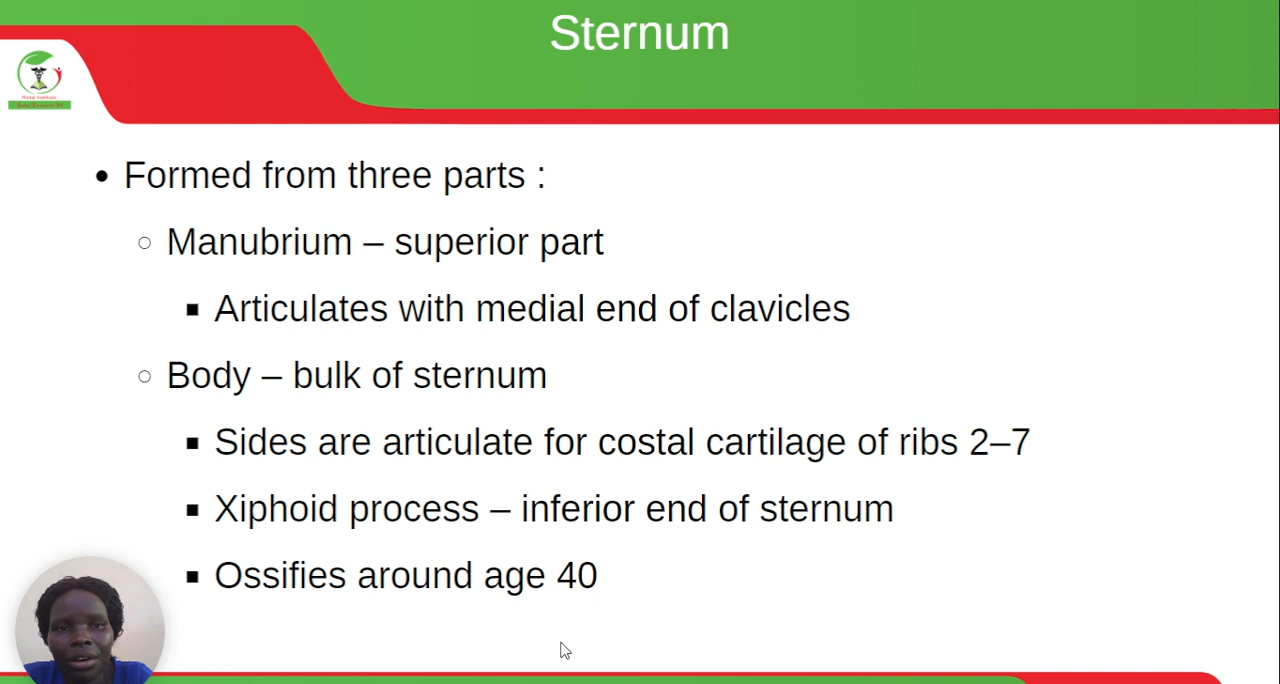 Sternum
Formed from three parts :
Manubrium – superior part
Articulates with medial end of clavicles
Body – bulk of sternum
Sides are articulate for costal cartilage of ribs 2–7
Xiphoid process – inferior end of sternum
Ossifies around age 40